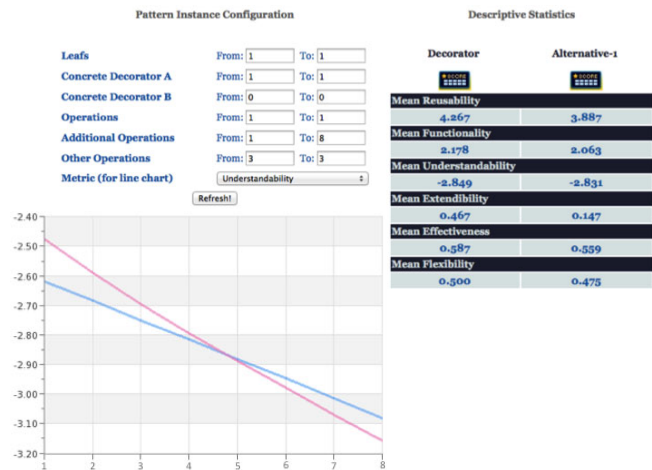 Pattern Instance Configuration
Leafs From: 1 To: 1
Concrete Decorator A From: 1 To: 1
Concrete Decorator B From: 0 To: 0
Operations From: 1 To: 1
Additional Operations From: 1 To: 8
Other Operations From: 3 To: 3
Metric (for line chart) Understandability
Refresh!
Descriptive Statistics
Decorator Alternative-1
SCORE SCORE
Mean Reusability
4.267 3.887
Mean Functionality
2.178 2.063
Mean Understandability
-2.849 -2.831
Mean Extendibility
0.467 0.147
Mean Effectiveness
0.587 0.559
Mean Flexibility
0.500 0.475
-2.40
-2.50
-2.60
-2.70
-2.80
-2.90
-3.00
-3.10
-3.20
1 2 3 4 5 6 7 8